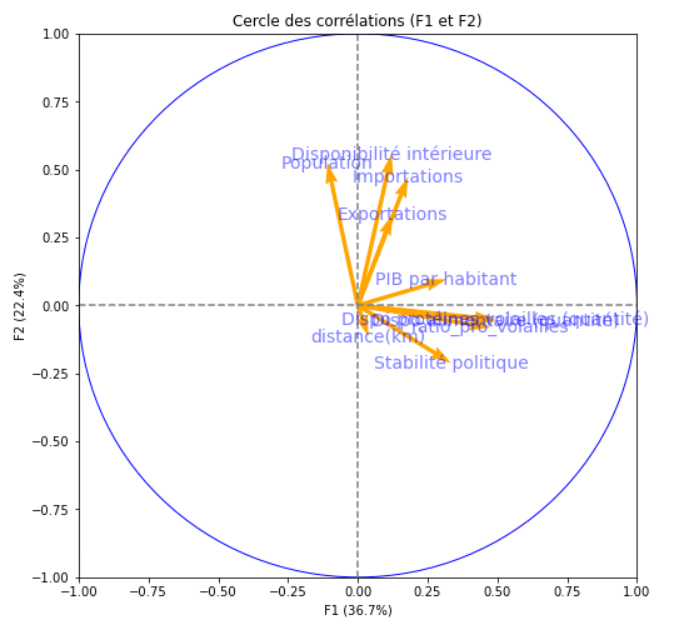 Cercle des corrélations (F1 et F2)
1.00
0.75
0.50
0.25
0.00
−0.25
−0.50
−0.75
−1.00
F2 (22.4%)
Disponibilité intérieure
Population
Importations
Exportations
PIB par habitant
(quantité)
ratio_pro_volailles
distance(km)
Stabilité politique
−1.00 −0.75 −0.50 −0.25 0.00 0.25 0.50 0.75 1.00
F1 (36.7%)